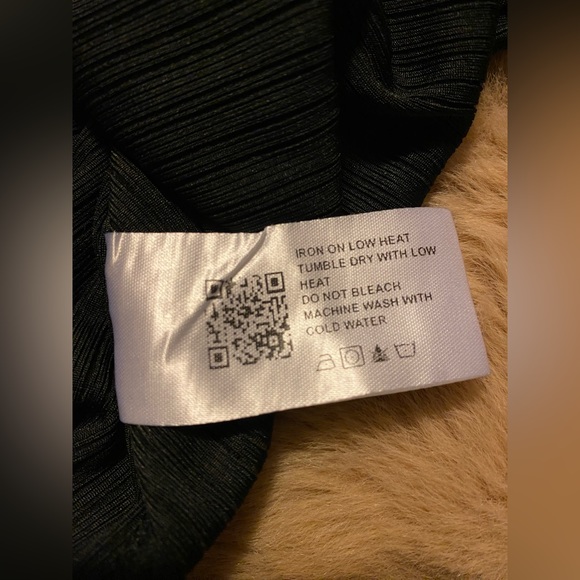 IRON ON LOW HEAT
TUMBLE DRY WITH LOW
HEAT
DO NOT BLEACH
MACHINE WASH WITH
COLD WATER